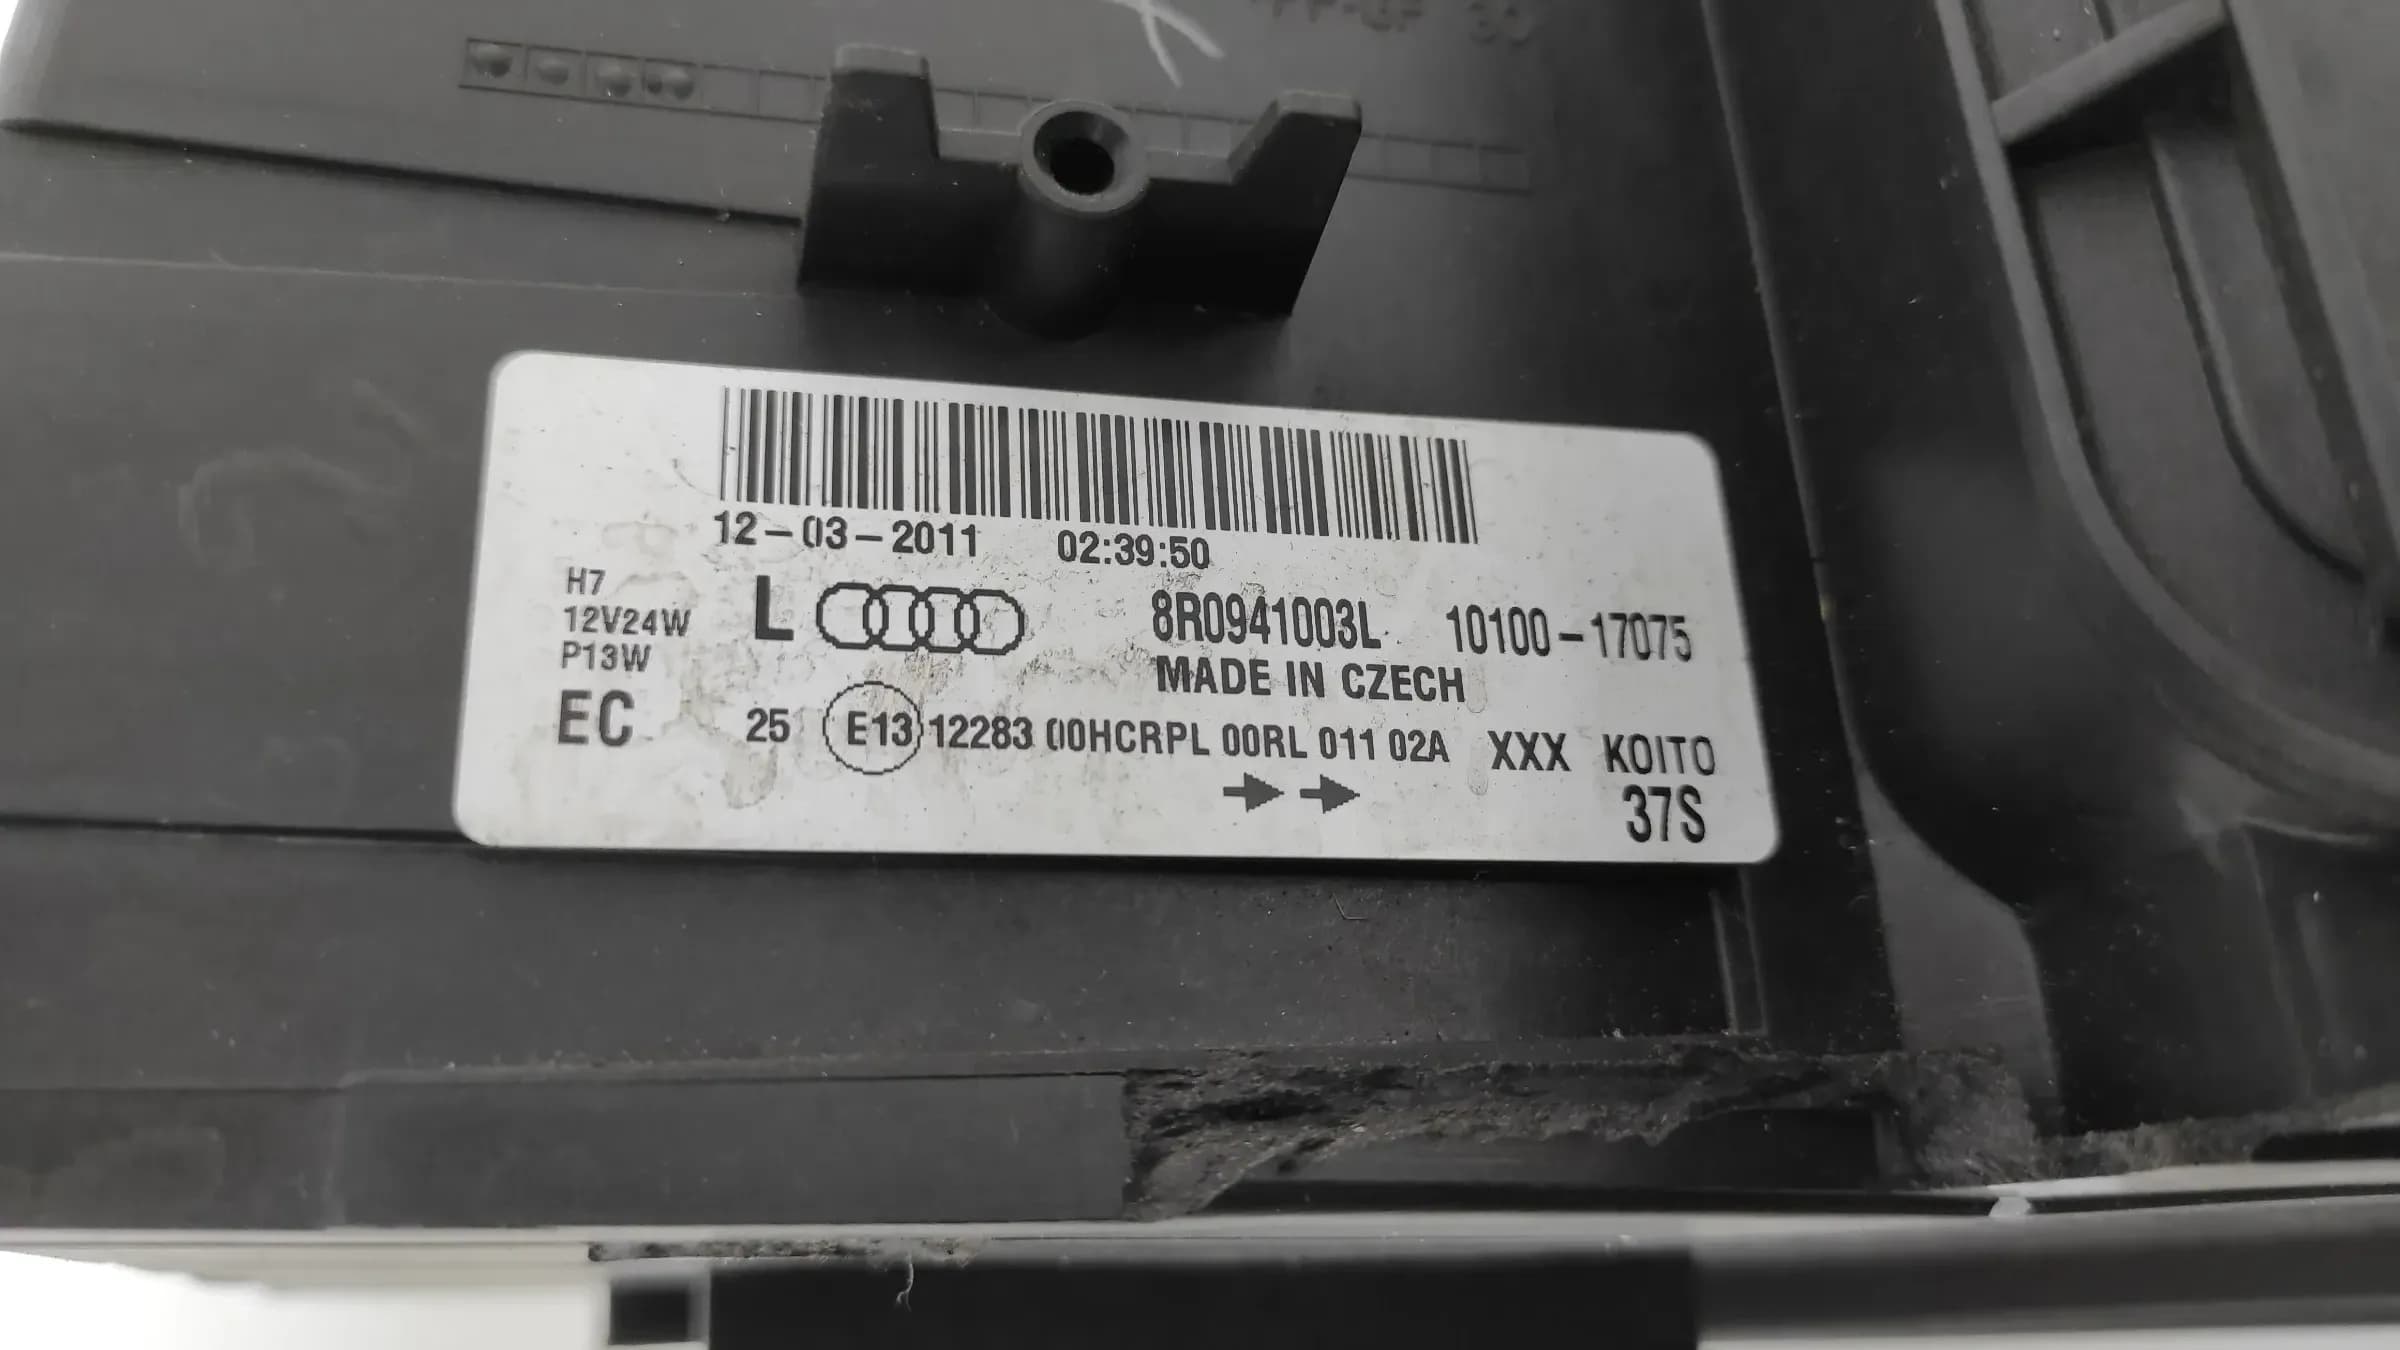 12-03-2011 02:39:50
H7
12V24W
P13W
L 8R0941003L 10100-17075
MADE IN CZECH
EC 25 E13 12283 00HCRPL 00RL 011 02A XXX KOITO
37S